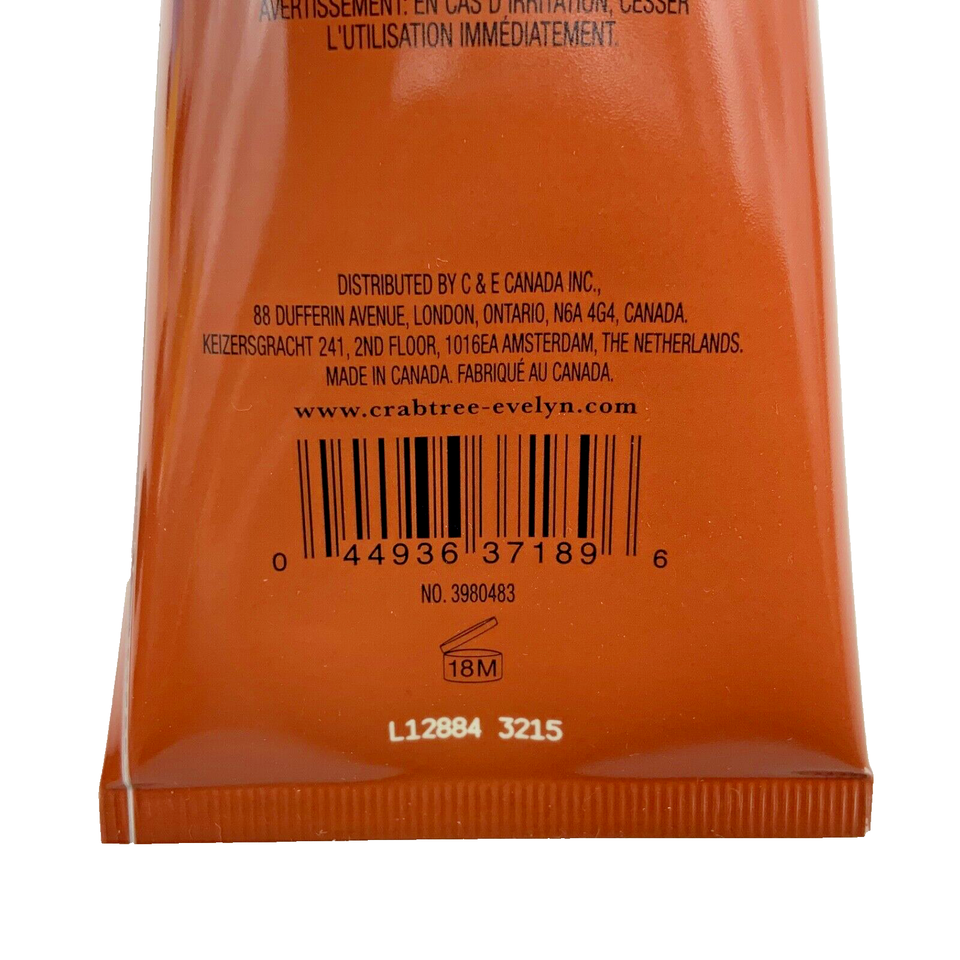 AVERTISSEMENT: EN CAS D'IRRITATION, CESSER
L'UTILISATION IMMÉDIATEMENT.
DISTRIBUTED BY C & E CANADA INC.,
88 DUFFERIN AVENUE, LONDON, ONTARIO, N6A 4G4, CANADA.
KEIZERSGRACHT 241, 2ND FLOOR, 1016EA AMSTERDAM, THE NETHERLANDS.
MADE IN CANADA. FABRIQUÉ AU CANADA.
www.crabtree-evelyn.com
0 44936 37189 6
NO. 3980483
18M
L12884 3215